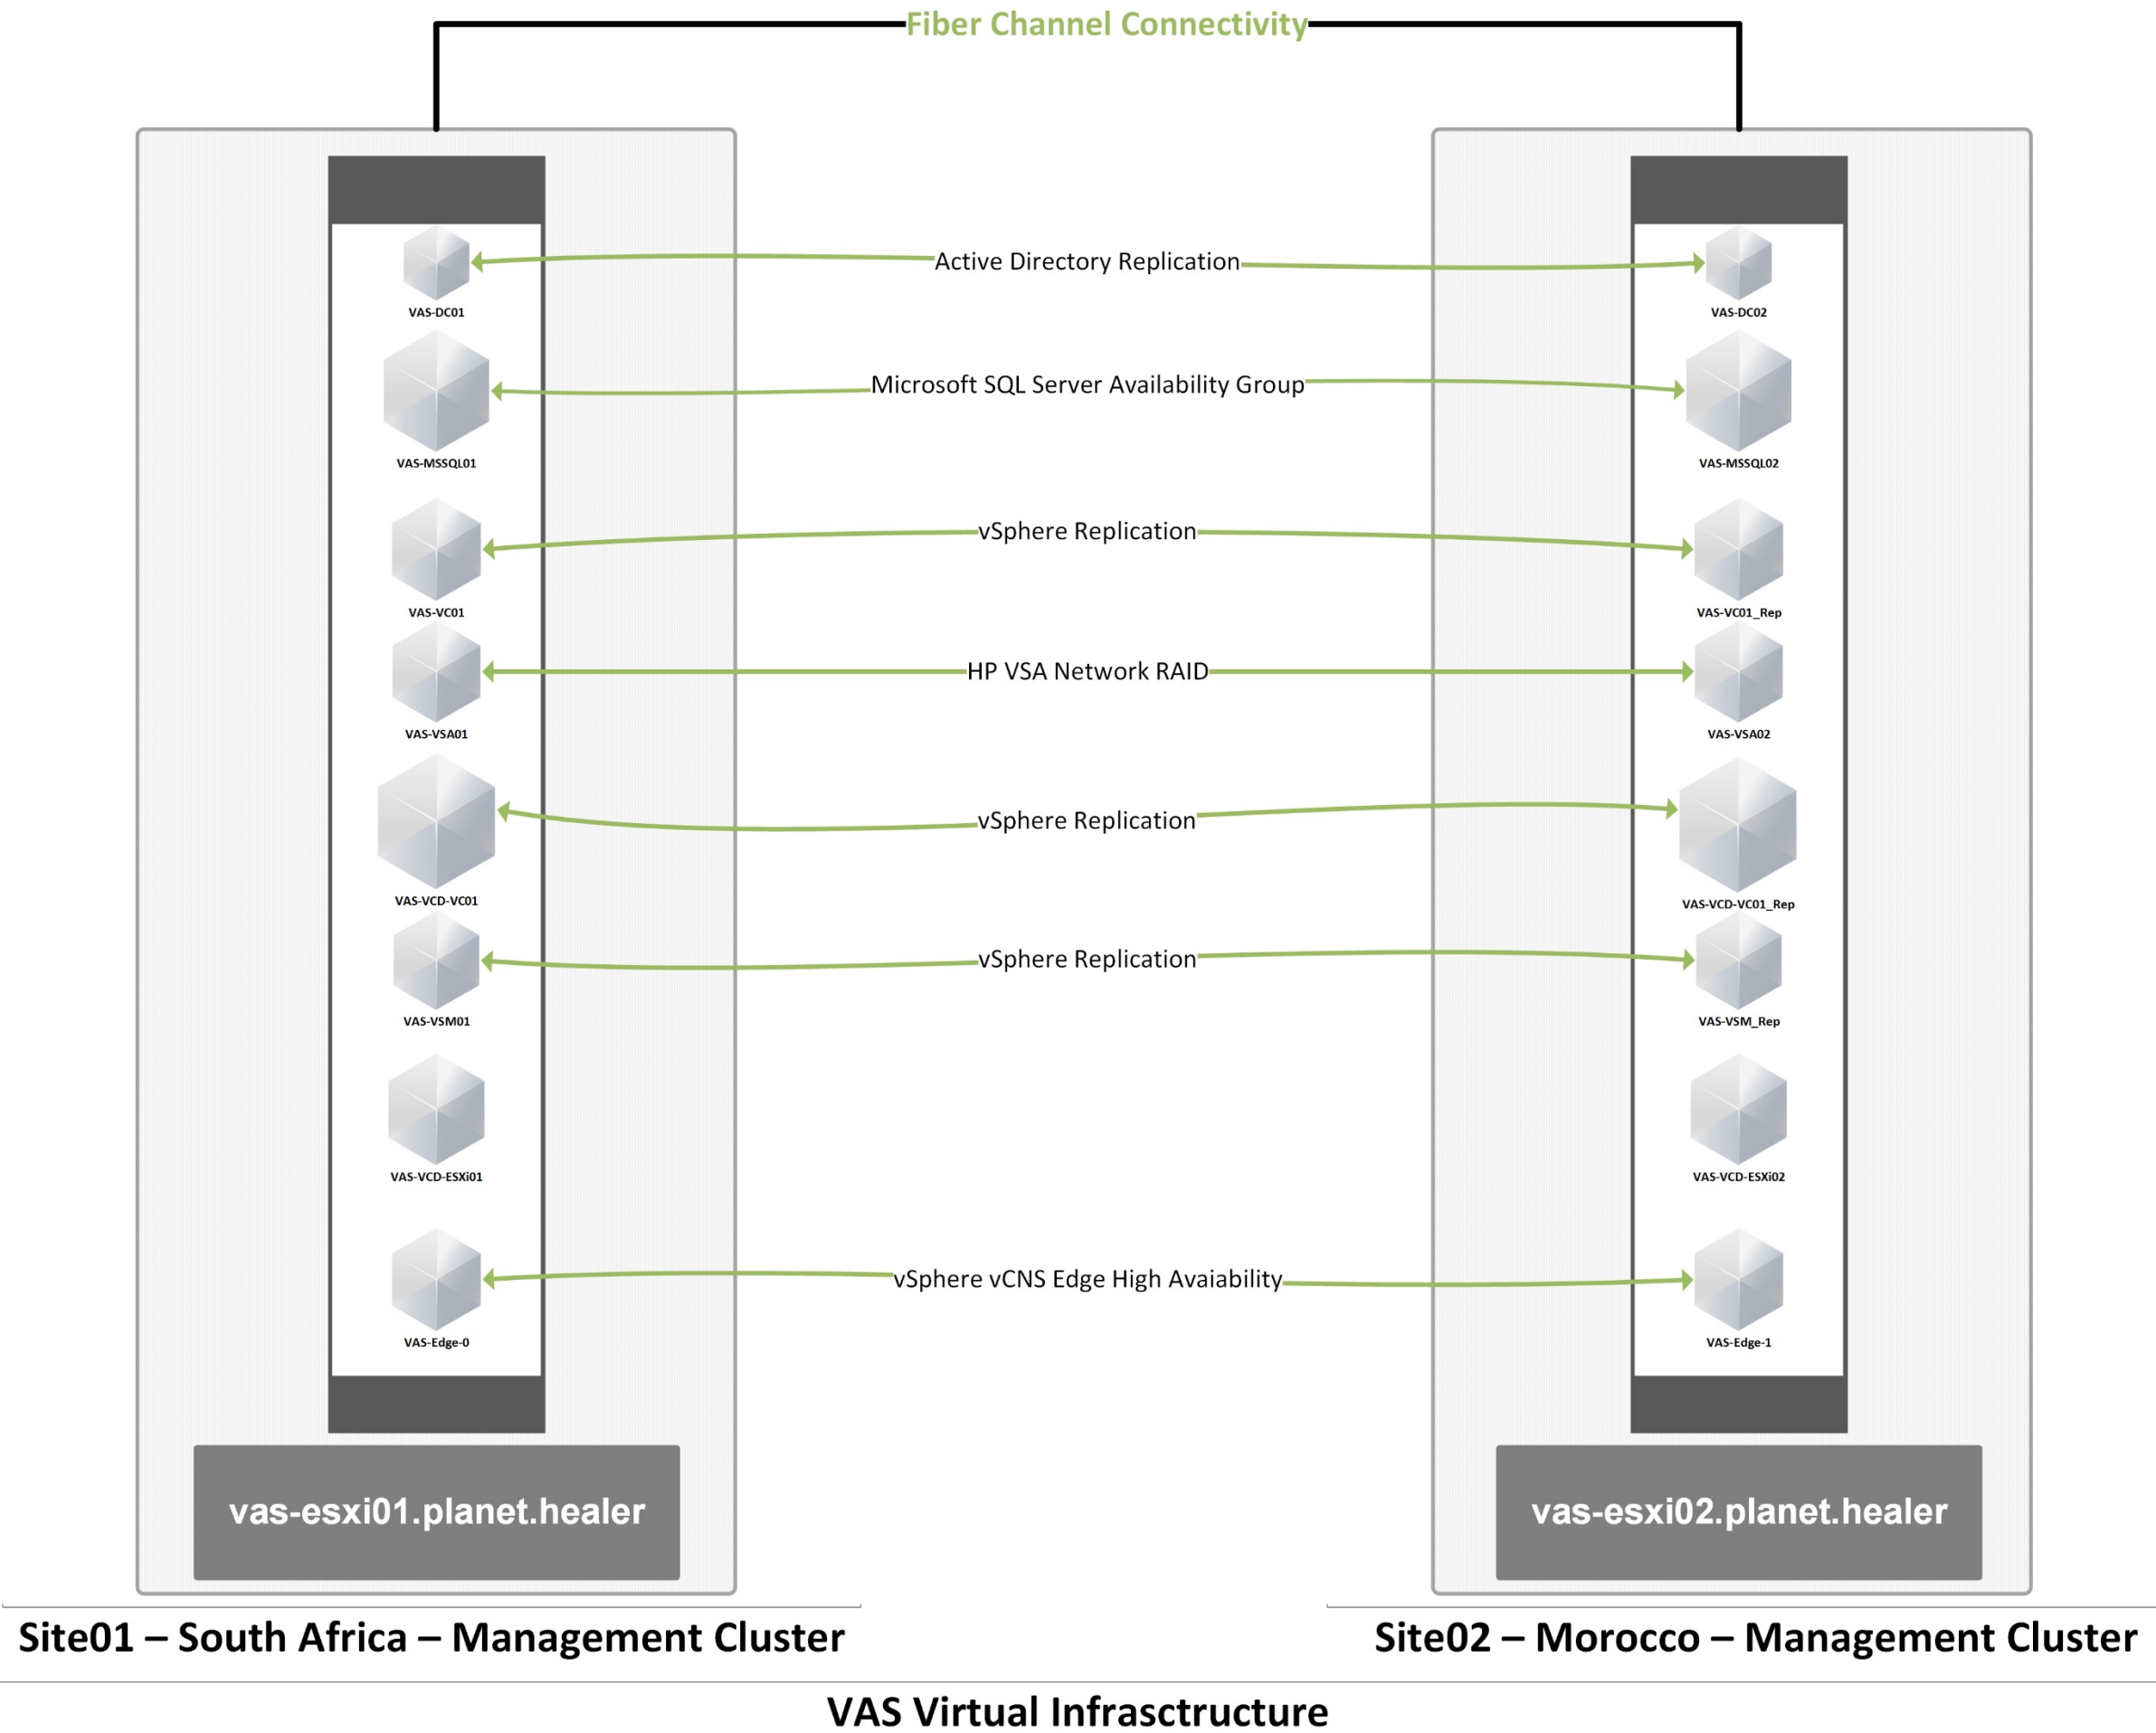 Fiber Channel Connectivity
Active Directory Replication
VAS-DC01
VAS-DC02
Microsoft SQL Server Availability Group
VAS-MSSQL01
VAS-MSSQL02
vSphere Replication
VAS-VC01
VAS-VC01_Rep
HP VSA Network RAID
VAS-VSA01
VAS-VSA02
vSphere Replication
VAS-VCD-VC01
VAS-VCD-VC01_Rep
vSphere Replication
VAS-VSM01
VAS-VSM_Rep
VAS-VCD-ESXi01
VAS-VCD-ESXi02
vSphere vCNS Edge High Avaiability
VAS-Edge-0
VAS-Edge-1
vas-esxi01.planet.healer
vas-esxi02.planet.healer
Site01 – South Africa – Management Cluster
Site02 – Morocco – Management Cluster
VAS Virtual Infrasctructure